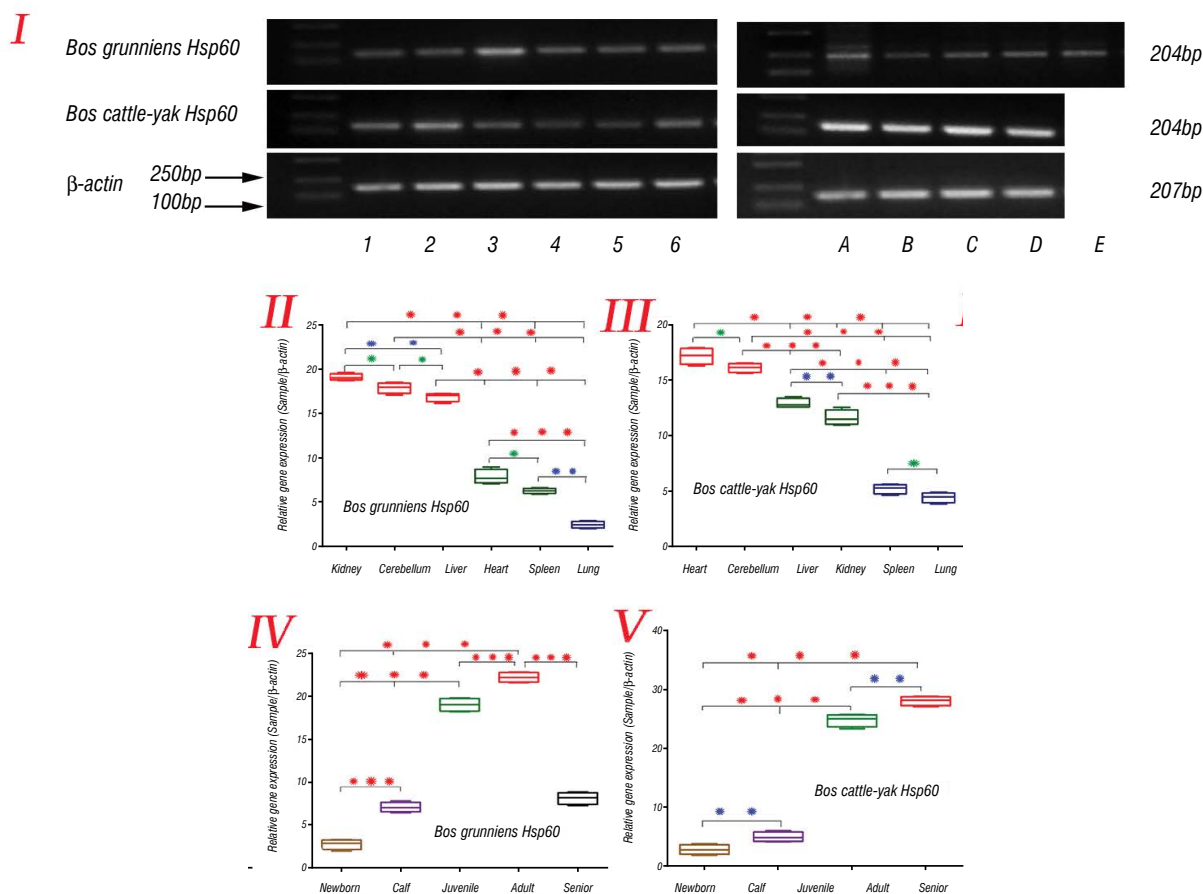 I
Bos grunniens Hsp60
204bp
Bos cattle-yak Hsp60
204bp
β-actin
250bp
100bp
207bp
1 2 3 4 5 6 A B C D E
II
Relative gene expression (Sample/β-actin)
25
20
15
10
5
0
Bos grunniens Hsp60
Kidney Cerebellum Liver Heart Spleen Lung
III
Relative gene expression (Sample/β-actin)
20
15
10
5
0
Bos cattle-yak Hsp60
Heart Cerebellum Liver Kidney Spleen Lung
IV
Relative gene expression (Sample/β-actin)
25
20
15
10
5
0
Bos grunniens Hsp60
Newborn Calf Juvenile Adult Senior
V
Relative gene expression (Sample/β-actin)
40
30
20
10
0
Bos cattle-yak Hsp60
Newborn Calf Juvenile Adult Senior